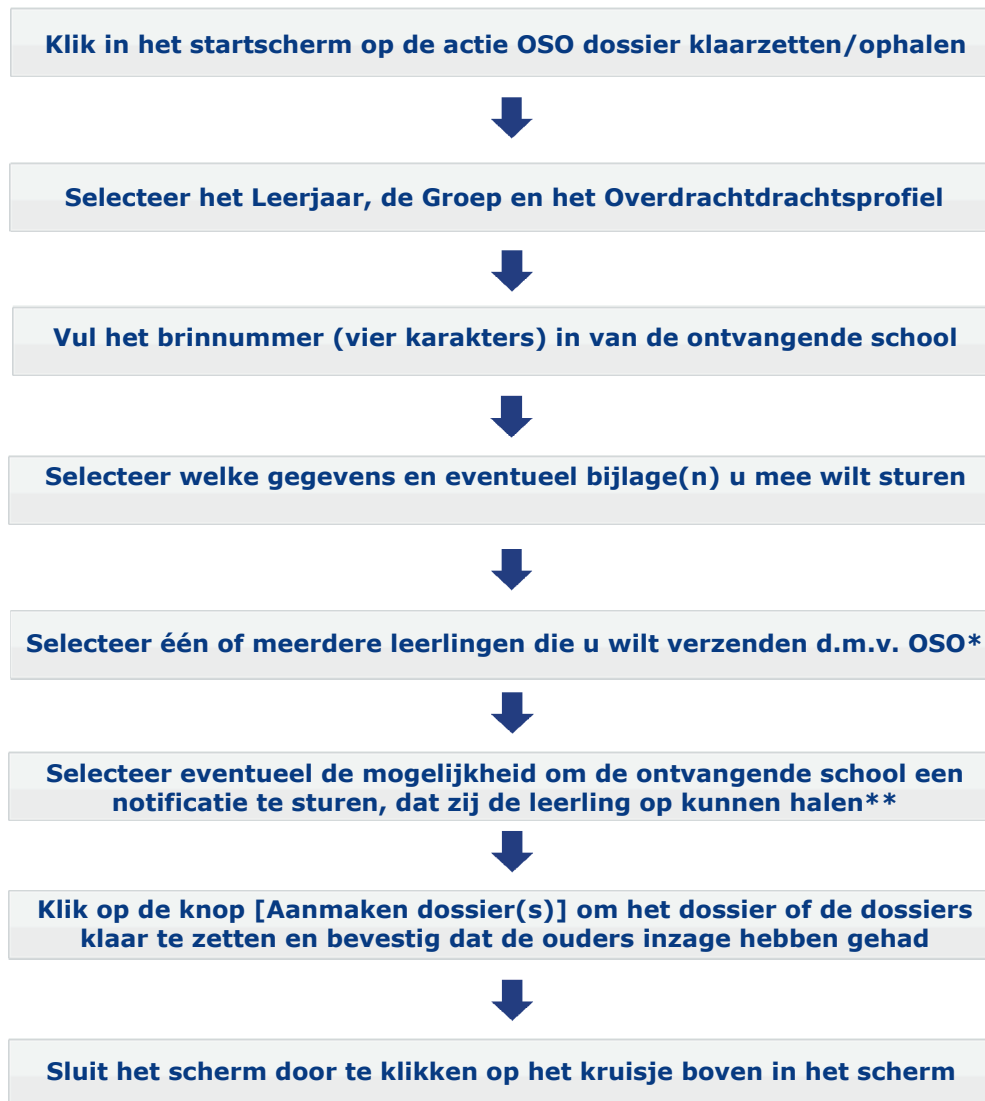 Klik in het startscherm op de actie OSO dossier klaarzetten/ophalen
Selecteer het Leerjaar, de Groep en het Overdrachtdrachtsprofiel
Vul het brinnummer (vier karakters) in van de ontvangende school
Selecteer welke gegevens en eventueel bijlage(n) u mee wilt sturen
Selecteer één of meerdere leerlingen die u wilt verzenden d.m.v. OSO*
Selecteer eventueel de mogelijkheid om de ontvangende school een
notificatie te sturen, dat zij de leerling op kunnen halen**
Klik op de knop [Aanmaken dossier(s)] om het dossier of de dossiers
klaar te zetten en bevestig dat de ouders inzage hebben gehad
Sluit het scherm door te klikken op het kruisje boven in het scherm